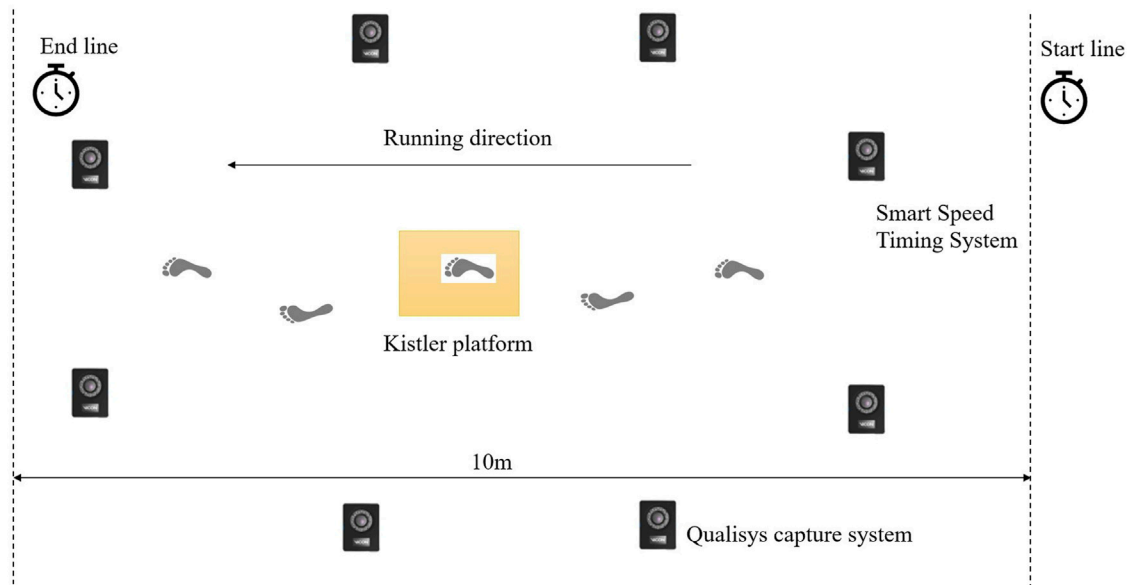 End line
Start line
Running direction
Smart Speed
Timing System
Kistler platform
10m
Qualisys capture system